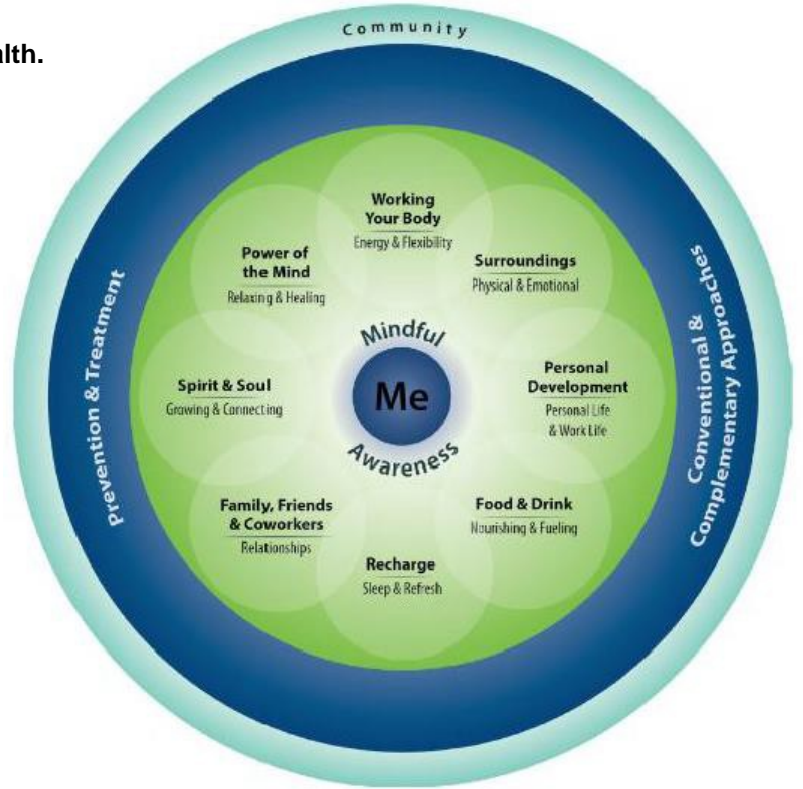 alth.
Community
Prevention & Treatment
Conventional &
Complementary Approaches
Working
Your Body
Energy & Flexibility
Surroundings
Physical & Emotional
Personal
Development
Personal Life
& Work Life
Food & Drink
Nourishing & Fueling
Recharge
Sleep & Refresh
Family, Friends
& Coworkers
Relationships
Spirit & Soul
Growing & Connecting
Power of
the Mind
Relaxing & Healing
Mindful
Me
Awareness